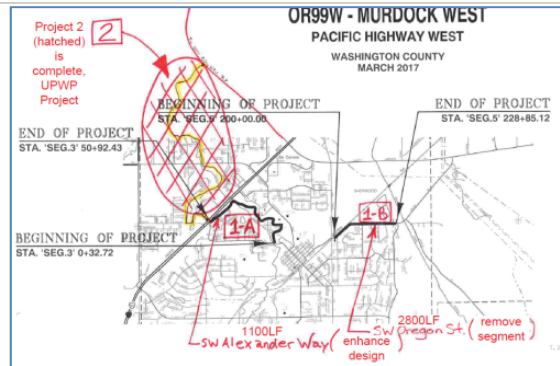 OR99W - MURDOCK WEST
PACIFIC HIGHWAY WEST
WASHINGTON COUNTY
MARCH 2017
Project 2
(hatched)
is
complete,
UPWP
Project
2
BEGINNING OF PROJECT
STA. 'SEG.5' 200+00.00
END OF PROJECT
STA. 'SEG.5' 228+85.12
END OF PROJECT
STA. 'SEG.3' 50+92.43
SHERWOOD
1-A
1-B
BEGINNING OF PROJECT
STA. 'SEG.3' 0+32.72
1100LF
SW Alexander Way (enhance design)
2800LF
SW Oregon St. (remove segment)